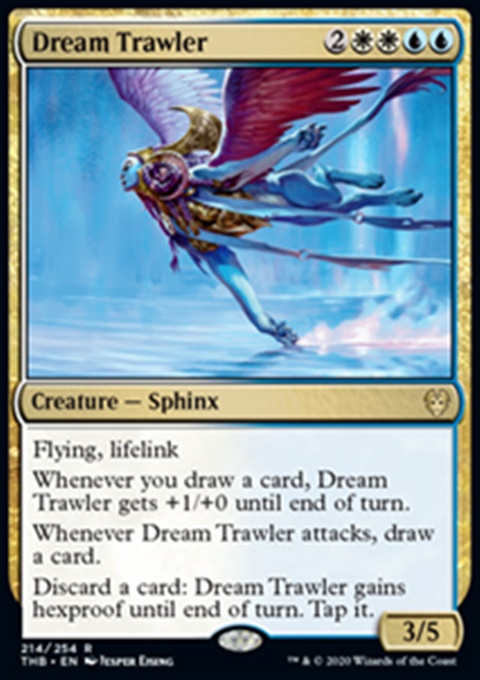 Dream Trawler 2
Creature — Sphinx
Flying, lifelink
Whenever you draw a card, Dream
Trawler gets +1/+0 until end of turn.
Whenever Dream Trawler attacks, draw
a card.
Discard a card: Dream Trawler gains
hexproof until end of turn. Tap it.
3/5
214/254 R
THB • EN Jesper Ejsing
™ & © 2020 Wizards of the Coast